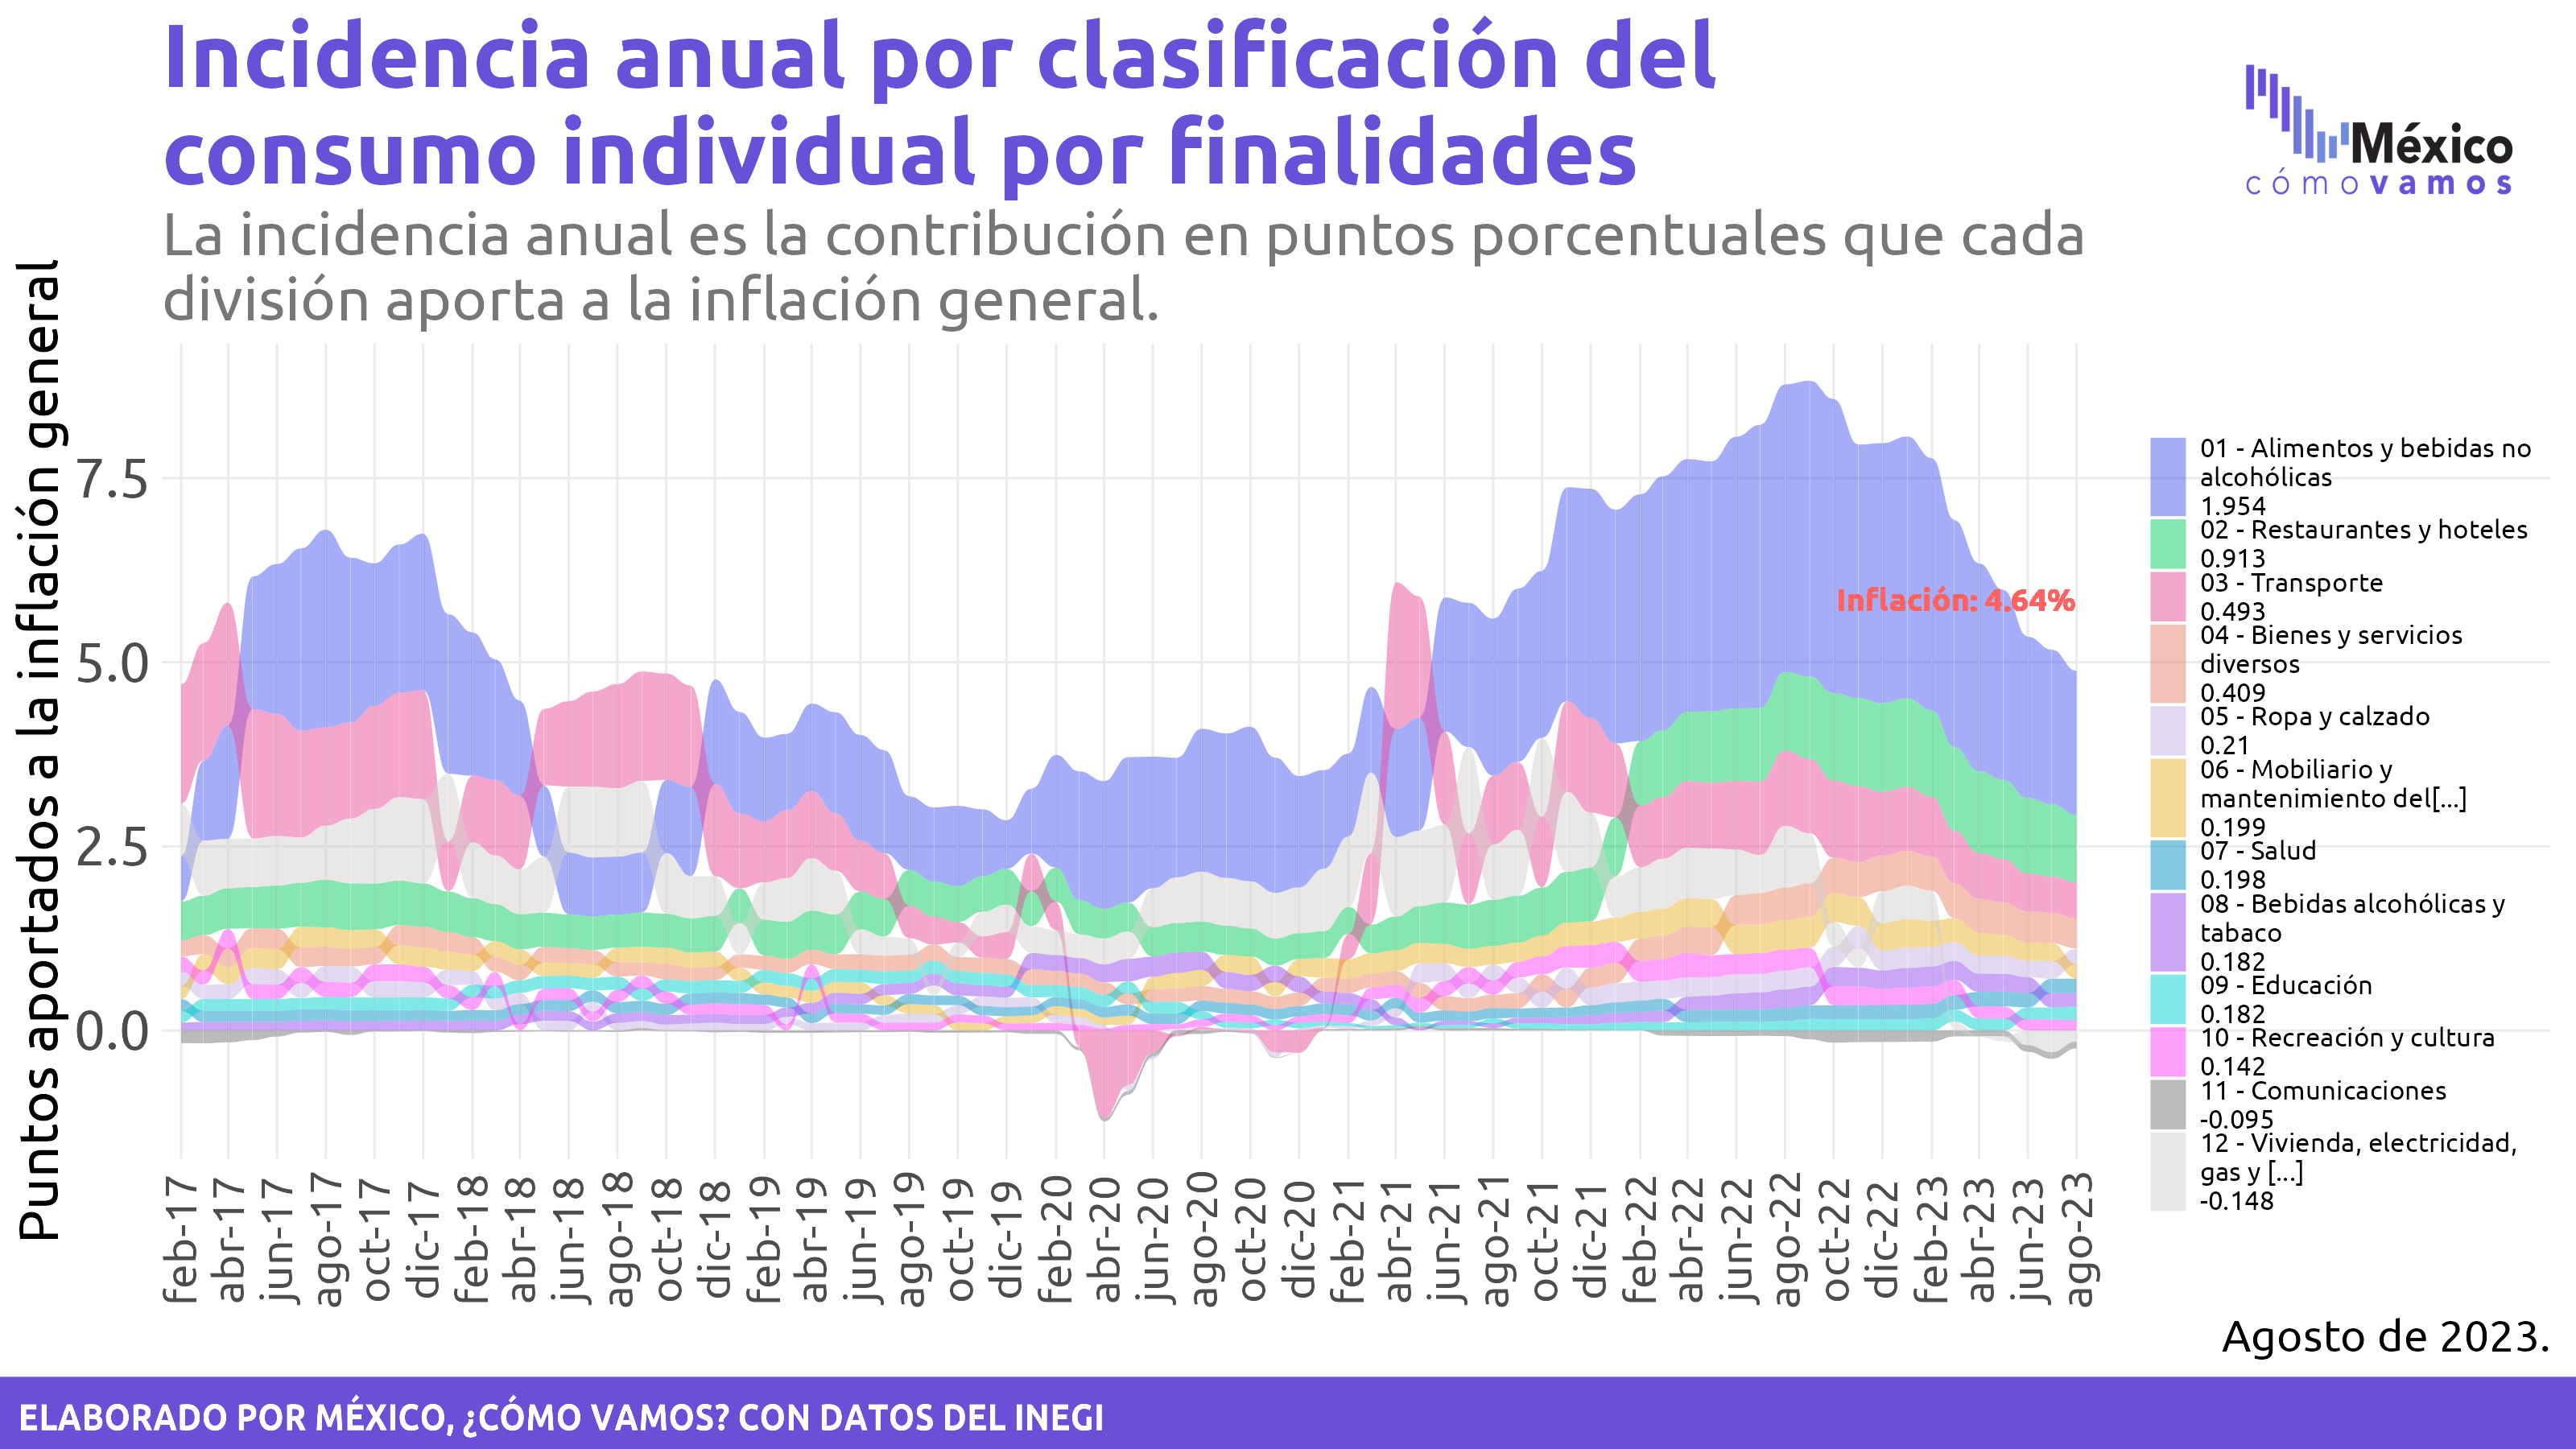 Incidencia anual por clasificación del
consumo individual por finalidades
México
cómo vamos
La incidencia anual es la contribución en puntos porcentuales que cada
división aporta a la inflación general.
Puntos aportados a la inflación general
7.5
5.0
2.5
0.0
Inflación: 4.64%
01 - Alimentos y bebidas no
alcohólicas
1.954
02 - Restaurantes y hoteles
0.913
03 - Transporte
0.493
04 - Bienes y servicios
diversos
0.409
05 - Ropa y calzado
0.21
06 - Mobiliario y
mantenimiento del[...]
0.199
07 - Salud
0.198
08 - Bebidas alcohólicas y
tabaco
0.182
09 - Educación
0.182
10 - Recreación y cultura
0.142
11 - Comunicaciones
-0.095
12 - Vivienda, electricidad,
gas y [...]
-0.148
feb-17
abr-17
jun-17
ago-17
oct-17
dic-17
feb-18
abr-18
jun-18
ago-18
oct-18
dic-18
feb-19
abr-19
jun-19
ago-19
oct-19
dic-19
feb-20
abr-20
jun-20
ago-20
oct-20
dic-20
feb-21
abr-21
jun-21
ago-21
oct-21
dic-21
feb-22
abr-22
jun-22
ago-22
oct-22
dic-22
feb-23
abr-23
jun-23
ago-23
Agosto de 2023.
ELABORADO POR MÉXICO, ¿CÓMO VAMOS? CON DATOS DEL INEGI